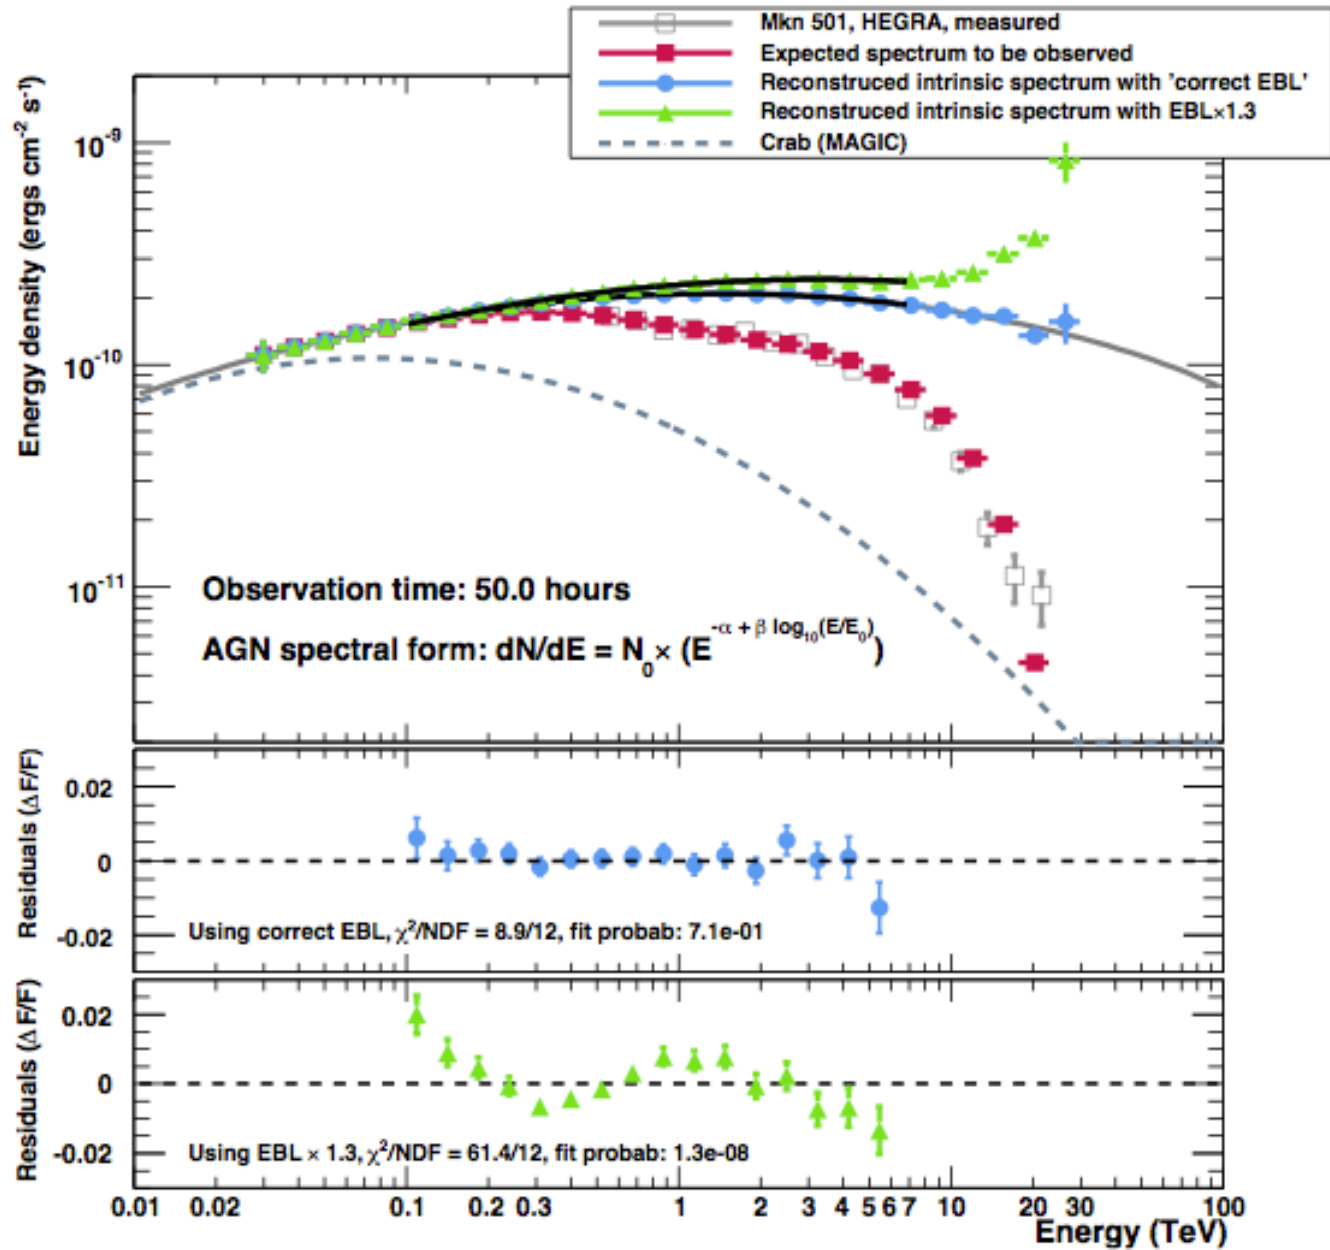 Mkn 501, HEGRA, measured
Expected spectrum to be observed
Reconstruced intrinsic spectrum with 'correct EBL'
Reconstruced intrinsic spectrum with EBL×1.3
Crab (MAGIC)
Energy density (ergs cm⁻² s⁻¹)
10⁻⁹
10⁻¹⁰
10⁻¹¹
Observation time: 50.0 hours
AGN spectral form: dN/dE = N₀ × (E^{-α + β log₁₀(E/E₀)})
Residuals (ΔF/F)
0.02
0
-0.02
Using correct EBL, χ²/NDF = 8.9/12, fit probab: 7.1e-01
Residuals (ΔF/F)
0.02
0
-0.02
Using EBL × 1.3, χ²/NDF = 61.4/12, fit probab: 1.3e-08
0.01 0.02 0.1 0.2 0.3 1 2 3 4 5 6 7 10 20 30 100
Energy (TeV)